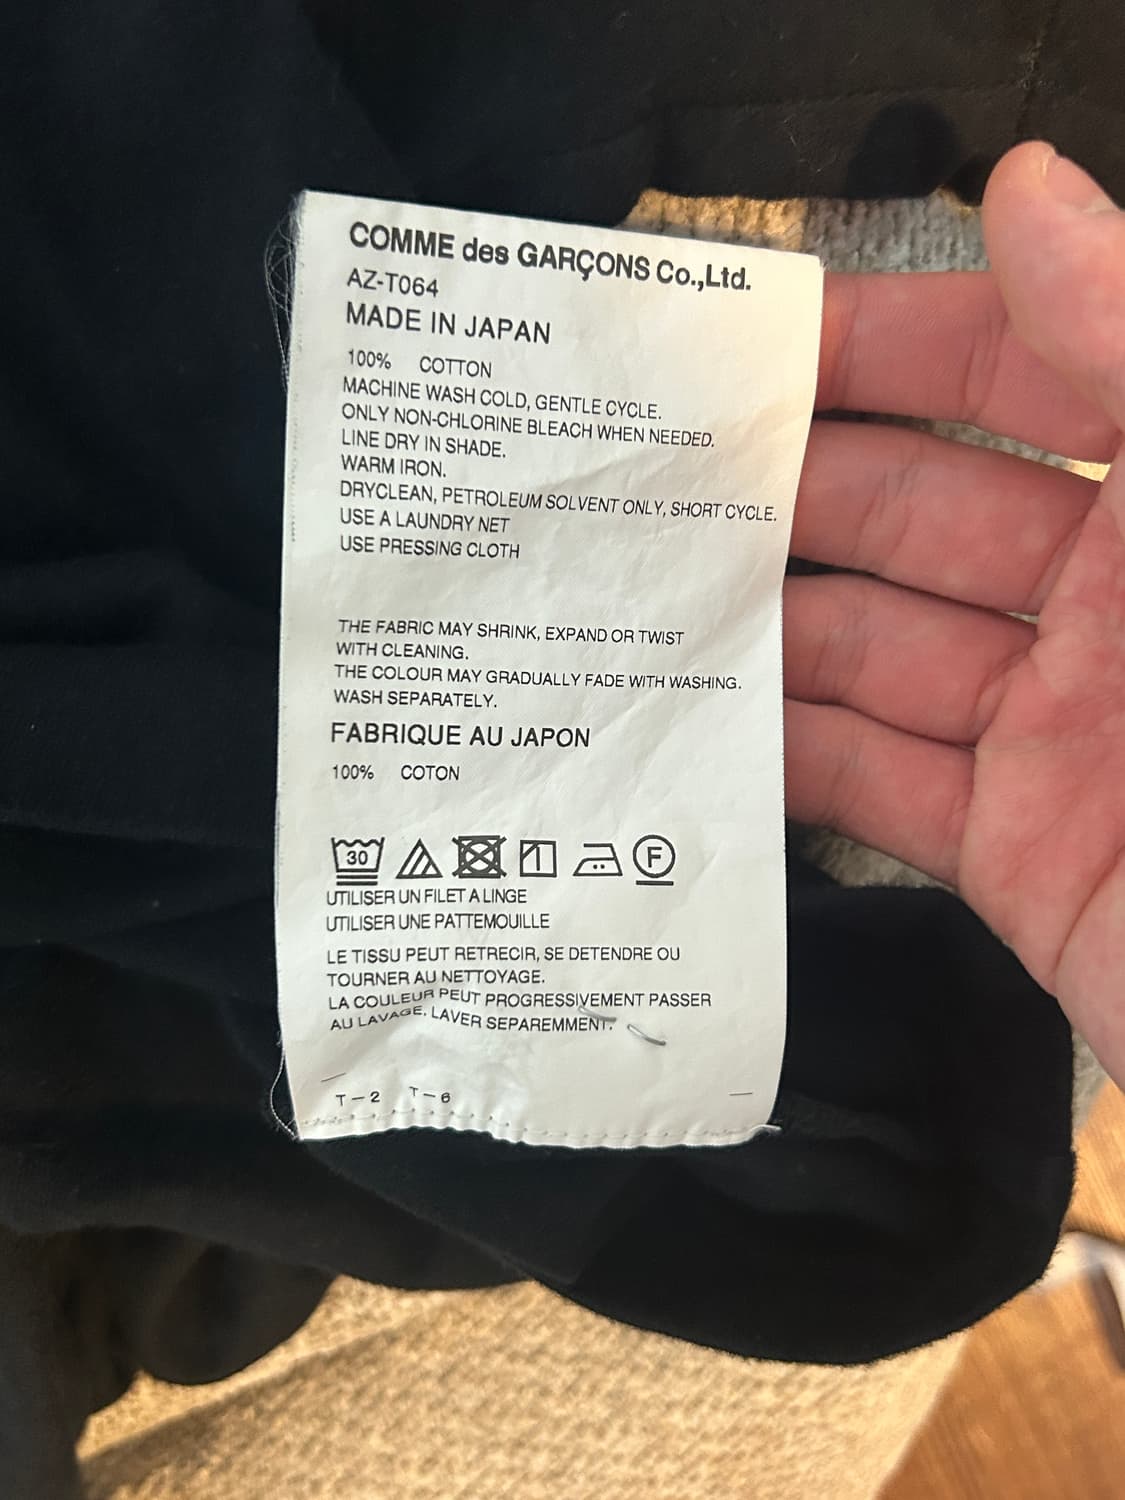 COMME des GARÇONS Co.,Ltd.
AZ-T064
MADE IN JAPAN
100% COTTON
MACHINE WASH COLD, GENTLE CYCLE.
ONLY NON-CHLORINE BLEACH WHEN NEEDED.
LINE DRY IN SHADE.
WARM IRON.
DRYCLEAN, PETROLEUM SOLVENT ONLY, SHORT CYCLE.
USE A LAUNDRY NET
USE PRESSING CLOTH
THE FABRIC MAY SHRINK, EXPAND OR TWIST
WITH CLEANING.
THE COLOUR MAY GRADUALLY FADE WITH WASHING.
WASH SEPARATELY.
FABRIQUE AU JAPON
100% COTON
30 F
UTILISER UN FILET A LINGE
UTILISER UNE PATTEMOUILLE
LE TISSU PEUT RETRECIR, SE DETENDRE OU
TOURNER AU NETTOYAGE.
LA COULEUR PEUT PROGRESSIVEMENT PASSER
AU LAVAGE. LAVER SEPAREMMENT.
T-2 T-6